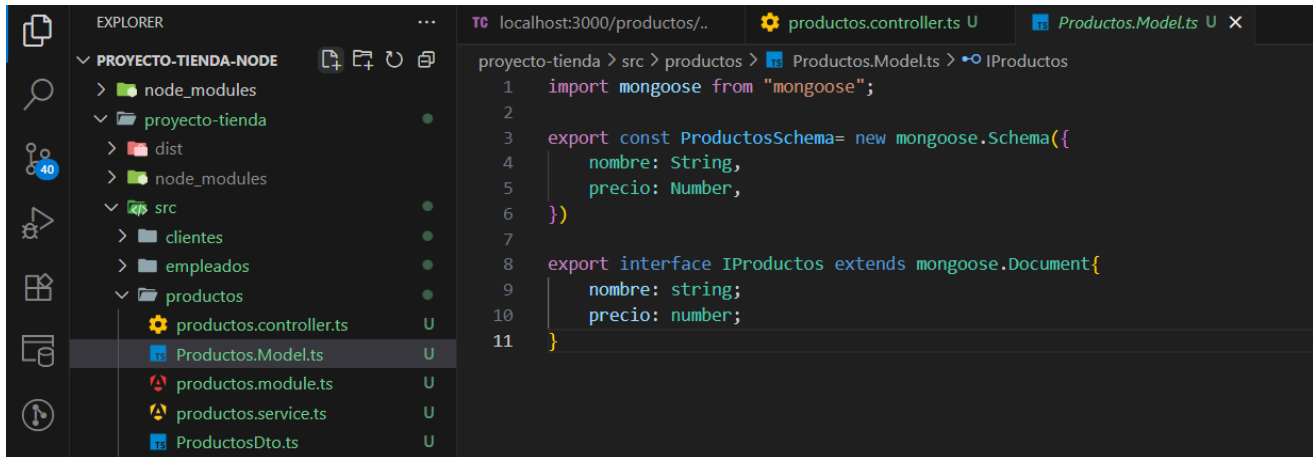 EXPLORER
PROYECTO-TIENDA-NODE
node_modules
proyecto-tienda
dist
node_modules
src
clientes
empleados
productos
productos.controller.ts U
Productos.Model.ts U
productos.module.ts U
productos.service.ts U
ProductosDto.ts U
40
TC localhost:3000/productos/.. productos.controller.ts U TS Productos.Model.ts U
proyecto-tienda > src > productos > TS Productos.Model.ts > IProductos
1 import mongoose from "mongoose";
2
3 export const ProductosSchema= new mongoose.Schema({
4 nombre: String,
5 precio: Number,
6 })
7
8 export interface IProductos extends mongoose.Document{
9 nombre: string;
10 precio: number;
11 }